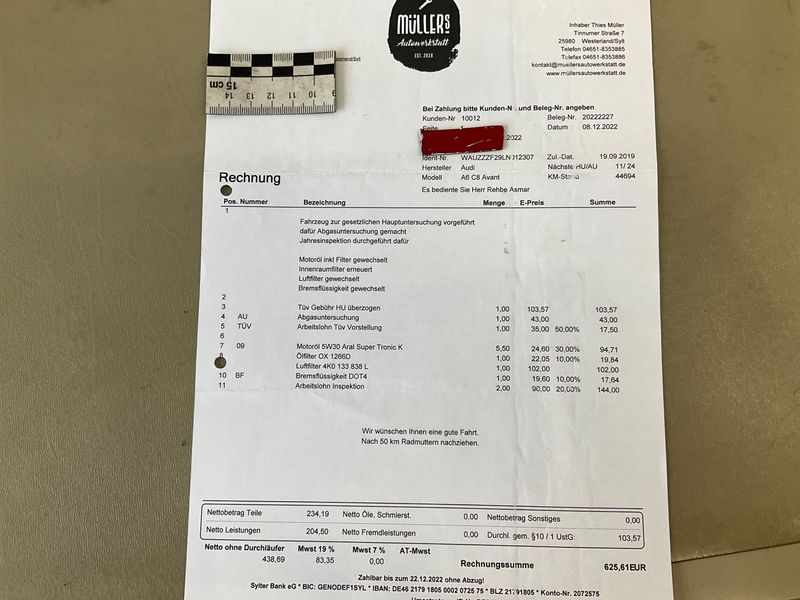 MÜLLERS
Autowerkstatt
EST. 2018
Inhaber Thies Müller
Tinnumer Straße 7
25980 Westerland/Sylt
Telefon 04651-8353885
Telefax 04651-8353886
kontakt@muellersautowerkstatt.de
www.müllersautowerkstatt.de
15 cm 14 13 12 11 10 9
Bei Zahlung bitte Kunden-Nr. und Beleg-Nr. angeben
Kunden-Nr 10012 Beleg-Nr. 20222227
Seite Datum 08.12.2022
.2022
Ident-Nr. WAUZZZF29LN012307 Zul.-Dat. 19.09.2019
Hersteller Audi Nächste HU/AU 11/ 24
Modell A6 C8 Avant KM-Stand 44694
Es bediente Sie Herr Rehbe Asmar
Rechnung
Pos. Nummer Bezeichnung Menge E-Preis Summe
1
Fahrzeug zur gesetzlichen Hauptuntersuchung vorgeführt
dafür Abgasuntersuchung gemacht
Jahresinspektion durchgeführt dafür
Motoröl inkl Filter gewechselt
Innenraumfilter erneuert
Luftfilter gewechselt
Bremsflüssigkeit gewechselt
2
3 Tüv Gebühr HU überzogen 1,00 103,57 103,57
4 AU Abgasuntersuchung 1,00 43,00 43,00
5 TÜV Arbeitslohn Tüv Vorstellung 1,00 35,00 50,00% 17,50
6
7 09 Motoröl 5W30 Aral Super Tronic K 5,50 24,60 30,00% 94,71
8 Ölfilter OX 1266D 1,00 22,05 10,00% 19,84
Luftfilter 4K0 133 838 L 1,00 102,00 102,00
10 BF Bremsflüssigkeit DOT4 1,00 19,60 10,00% 17,64
11 Arbeitslohn Inspektion 2,00 90,00 20,00% 144,00
Wir wünschen Ihnen eine gute Fahrt.
Nach 50 km Radmuttern nachziehen.
Nettobetrag Teile 234,19 Netto Öle, Schmierst. 0,00 Nettobetrag Sonstiges 0,00
Netto Leistungen 204,50 Netto Fremdleistungen 0,00 Durchl. gem. §10 / 1 UstG: 103,57
Netto ohne Durchläufer Mwst 19 % Mwst 7 % AT-Mwst
438,69 83,35 0,00 Rechnungssumme 625,61EUR
Zahlbar bis zum 22.12.2022 ohne Abzug!
Sylter Bank eG * BIC: GENODEF1SYL * IBAN: DE46 2179 1805 0002 0725 75 * BLZ 21791805 * Konto-Nr. 2072575